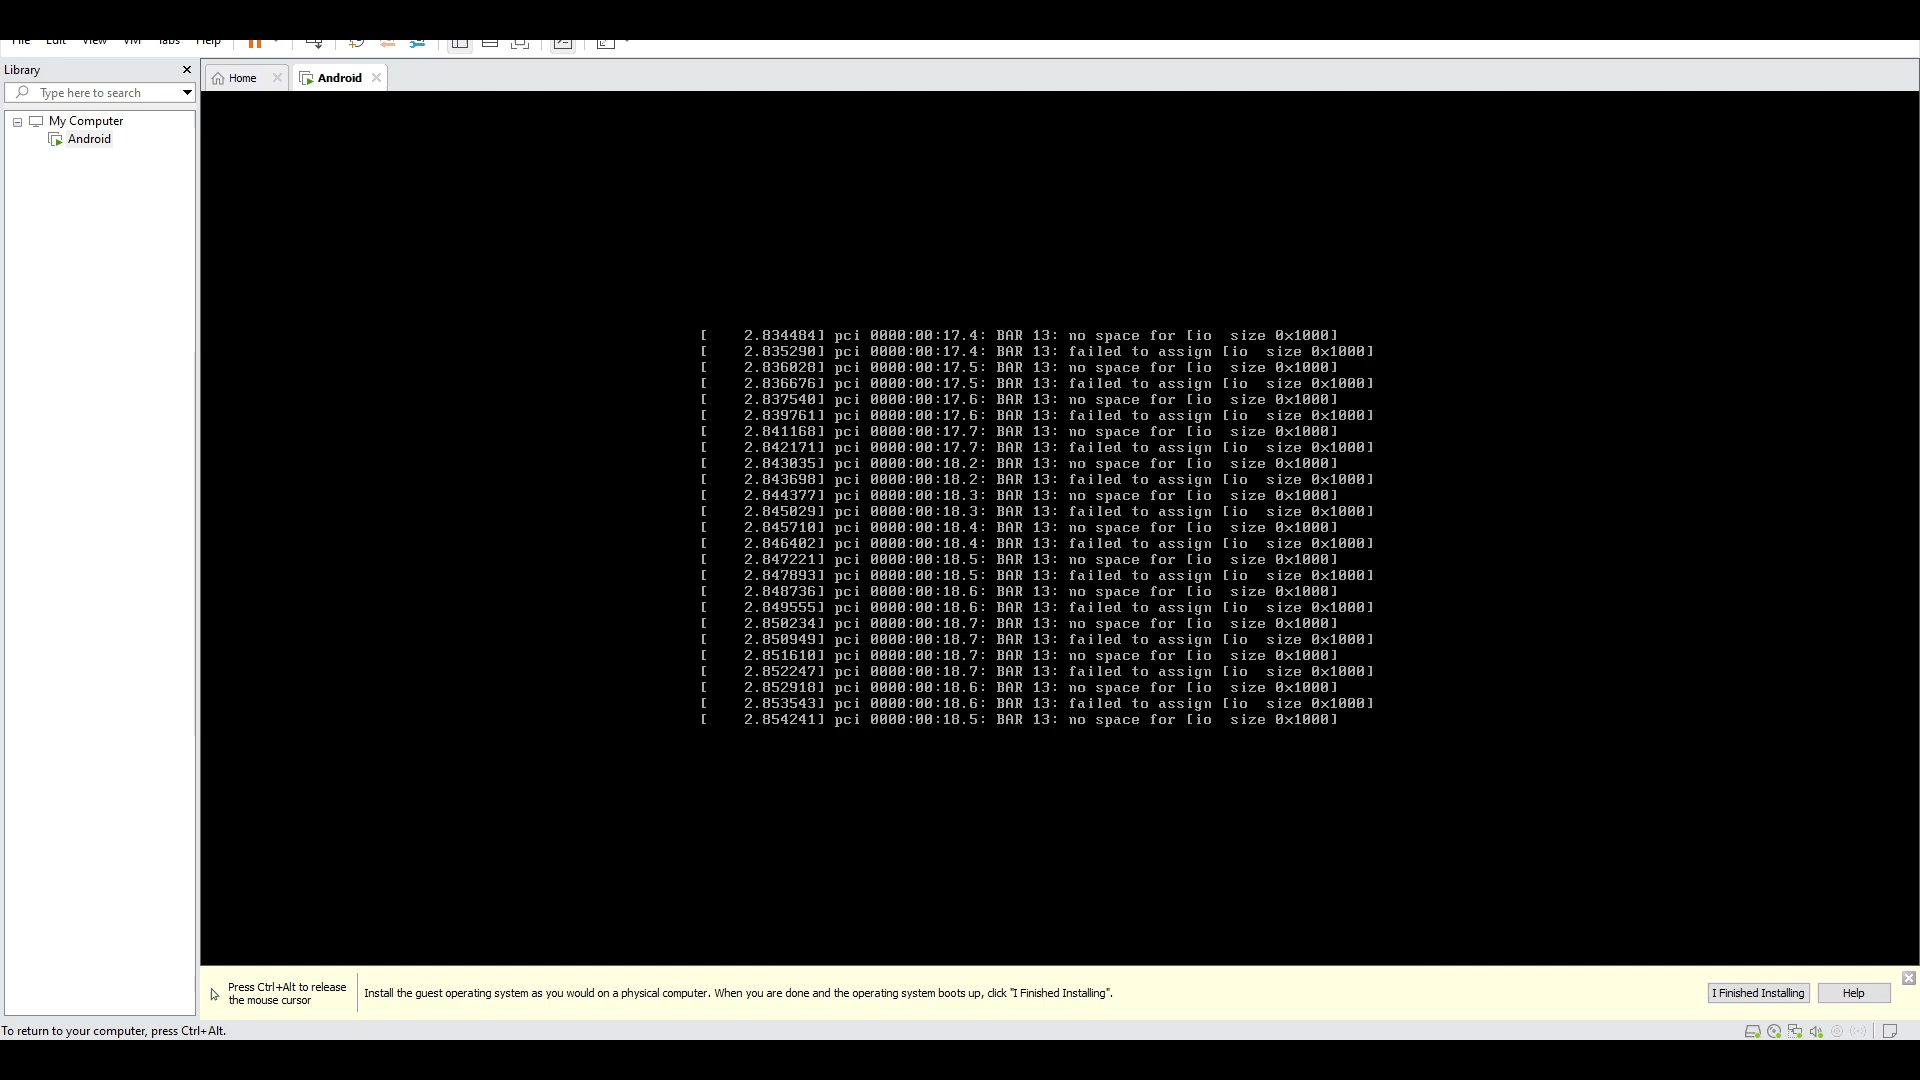 File Edit View VM Tabs Help
Library
Home
Android
Type here to search
My Computer
Android
[    2.834484] pci 0000:00:17.4: BAR 13: no space for [io  size 0x1000]
[    2.835290] pci 0000:00:17.4: BAR 13: failed to assign [io  size 0x1000]
[    2.836028] pci 0000:00:17.5: BAR 13: no space for [io  size 0x1000]
[    2.836676] pci 0000:00:17.5: BAR 13: failed to assign [io  size 0x1000]
[    2.837540] pci 0000:00:17.6: BAR 13: no space for [io  size 0x1000]
[    2.839761] pci 0000:00:17.6: BAR 13: failed to assign [io  size 0x1000]
[    2.841168] pci 0000:00:17.7: BAR 13: no space for [io  size 0x1000]
[    2.842171] pci 0000:00:17.7: BAR 13: failed to assign [io  size 0x1000]
[    2.843035] pci 0000:00:18.2: BAR 13: no space for [io  size 0x1000]
[    2.843698] pci 0000:00:18.2: BAR 13: failed to assign [io  size 0x1000]
[    2.844377] pci 0000:00:18.3: BAR 13: no space for [io  size 0x1000]
[    2.845029] pci 0000:00:18.3: BAR 13: failed to assign [io  size 0x1000]
[    2.845710] pci 0000:00:18.4: BAR 13: no space for [io  size 0x1000]
[    2.846402] pci 0000:00:18.4: BAR 13: failed to assign [io  size 0x1000]
[    2.847221] pci 0000:00:18.5: BAR 13: no space for [io  size 0x1000]
[    2.847893] pci 0000:00:18.5: BAR 13: failed to assign [io  size 0x1000]
[    2.848736] pci 0000:00:18.6: BAR 13: no space for [io  size 0x1000]
[    2.849555] pci 0000:00:18.6: BAR 13: failed to assign [io  size 0x1000]
[    2.850234] pci 0000:00:18.7: BAR 13: no space for [io  size 0x1000]
[    2.850949] pci 0000:00:18.7: BAR 13: failed to assign [io  size 0x1000]
[    2.851610] pci 0000:00:18.7: BAR 13: no space for [io  size 0x1000]
[    2.852247] pci 0000:00:18.7: BAR 13: failed to assign [io  size 0x1000]
[    2.852918] pci 0000:00:18.6: BAR 13: no space for [io  size 0x1000]
[    2.853543] pci 0000:00:18.6: BAR 13: failed to assign [io  size 0x1000]
[    2.854241] pci 0000:00:18.5: BAR 13: no space for [io  size 0x1000]
Press Ctrl+Alt to release
the mouse cursor
Install the guest operating system as you would on a physical computer. When you are done and the operating system boots up, click "I Finished Installing".
I Finished Installing
Help
To return to your computer, press Ctrl+Alt.